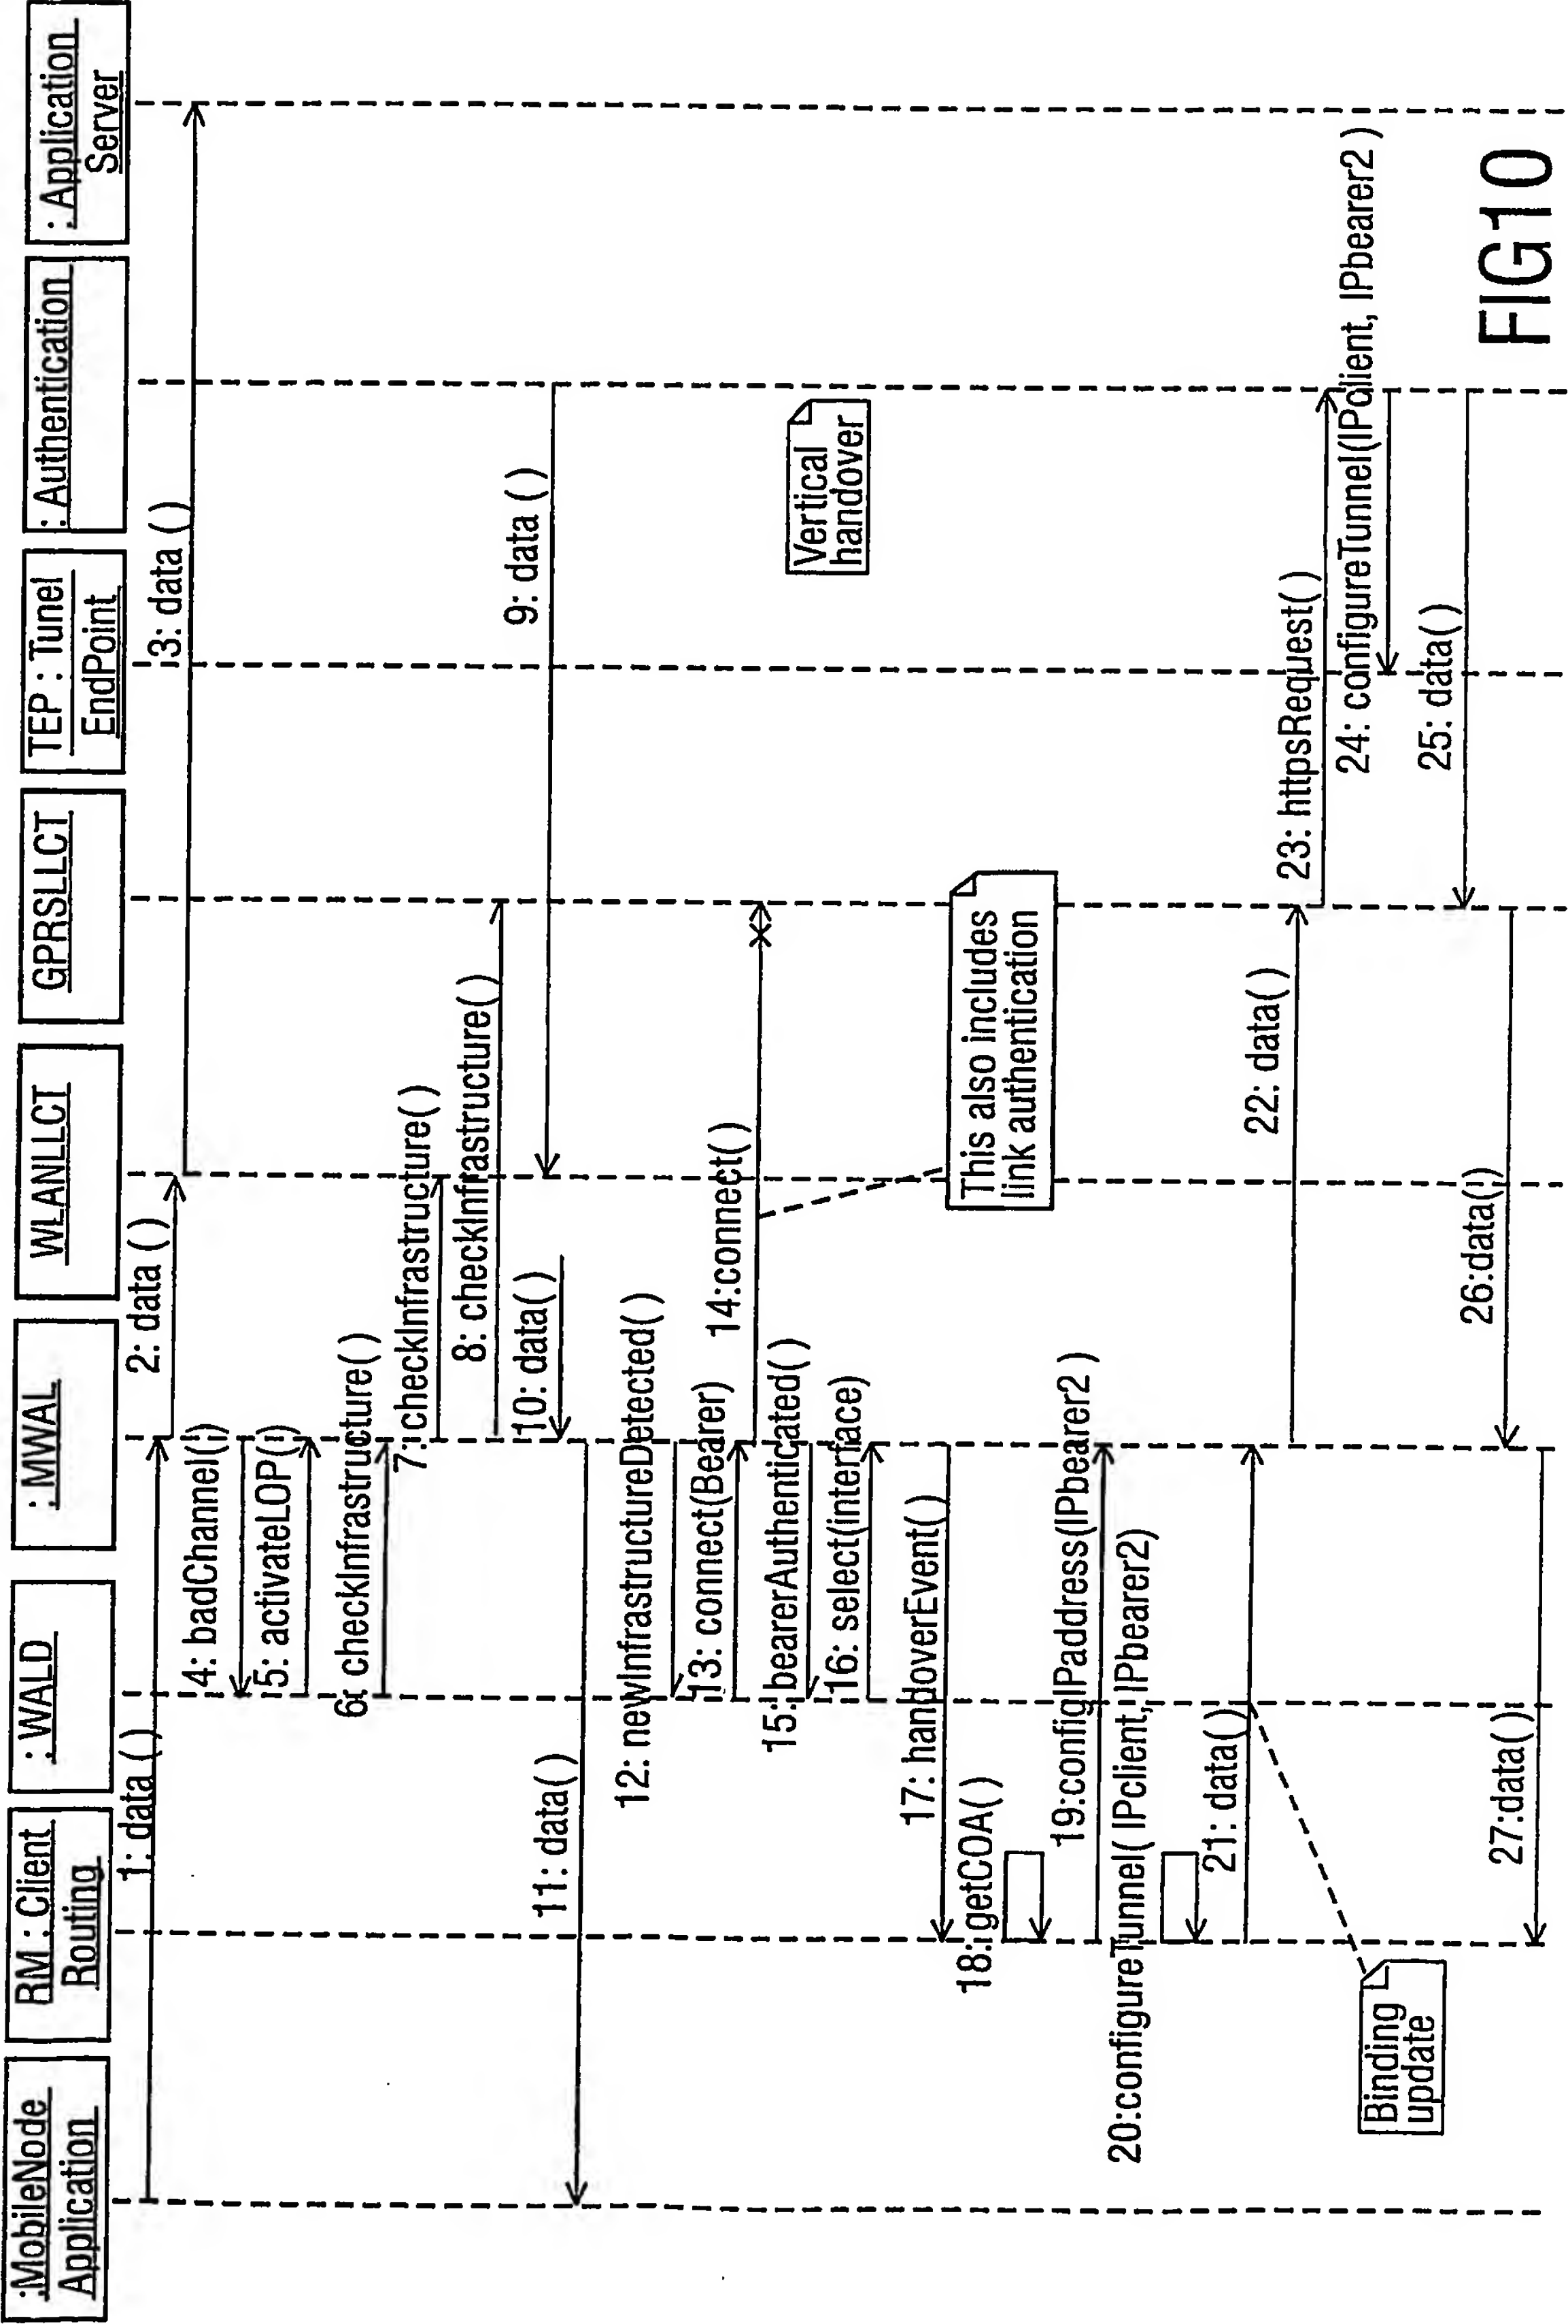 :MobileNode
Application
RM : Client
Routing
: WALD
: MWAL
WLANLLCT
GPRSLLCT
TEP : Tunel
EndPoint
: Authentication
: Application
Server
1: data ( )
2: data ( )
3: data ( )
4: badChannel( )
5: activateLOP( )
6: checkInfrastructure( )
7: checkInfrastructure( )
8: checkInfrastructure( )
9: data ( )
10: data( )
11: data( )
12: newInfrastructureDetected( )
13: connect(Bearer)
14:connect( )
15: bearerAuthenticated( )
Vertical
handover
16: select(interface)
17: handoverEvent( )
This also includes
link authentication
18: getCOA( )
19:configIPaddress(IPbearer2 )
20:configureTunnel( IPclient, IPbearer2)
21: data( )
22: data( )
23: httpsRequest( )
24: configureTunnel(IPclient, IPbearer2 )
Binding
update
25: data( )
26:data( )
27:data( )
FIG10